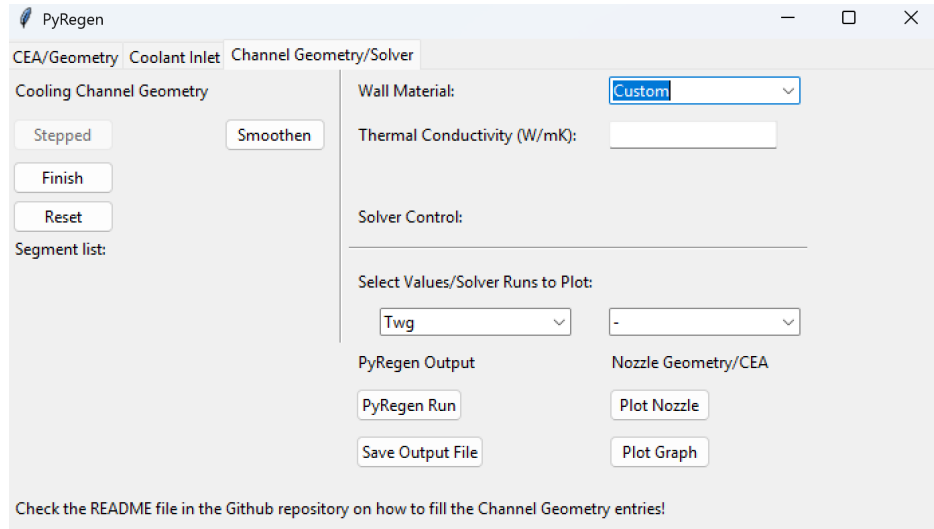 PyRegen
CEA/Geometry Coolant Inlet Channel Geometry/Solver
Cooling Channel Geometry
Stepped Smoothen
Finish
Reset
Segment list:
Wall Material: Custom
Thermal Conductivity (W/mK):
Solver Control:
Select Values/Solver Runs to Plot:
Twg -
PyRegen Output Nozzle Geometry/CEA
PyRegen Run Plot Nozzle
Save Output File Plot Graph
Check the README file in the Github repository on how to fill the Channel Geometry entries!